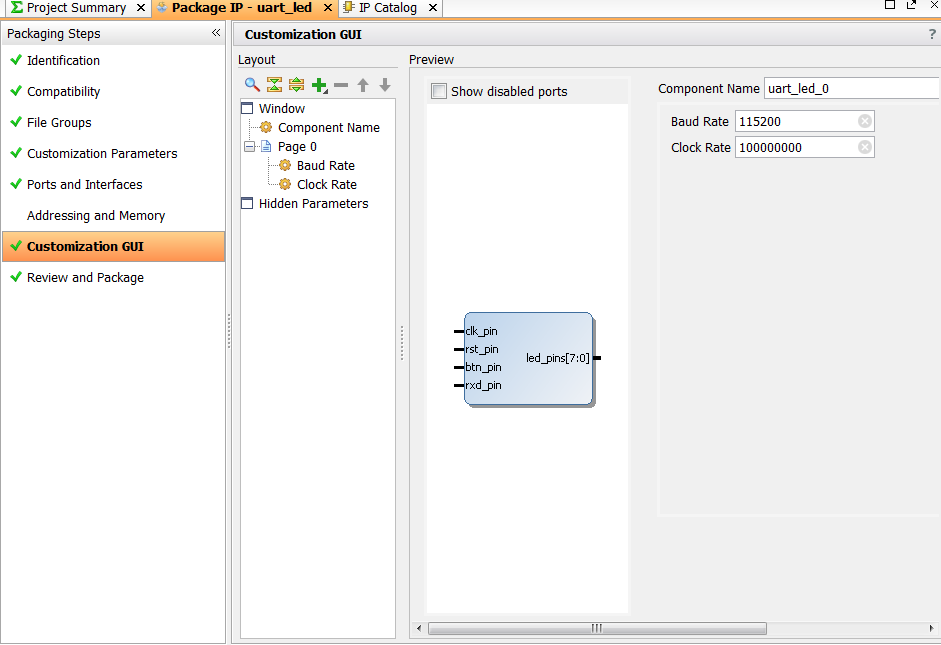 Project Summary
Package IP - uart_led
IP Catalog
Packaging Steps
Identification
Compatibility
File Groups
Customization Parameters
Ports and Interfaces
Addressing and Memory
Customization GUI
Review and Package
Customization GUI
?
Layout
Window
Component Name
Page 0
Baud Rate
Clock Rate
Hidden Parameters
Preview
Show disabled ports
clk_pin
rst_pin
btn_pin
rxd_pin
led_pins[7:0]
Component Name uart_led_0
Baud Rate 115200
Clock Rate 100000000